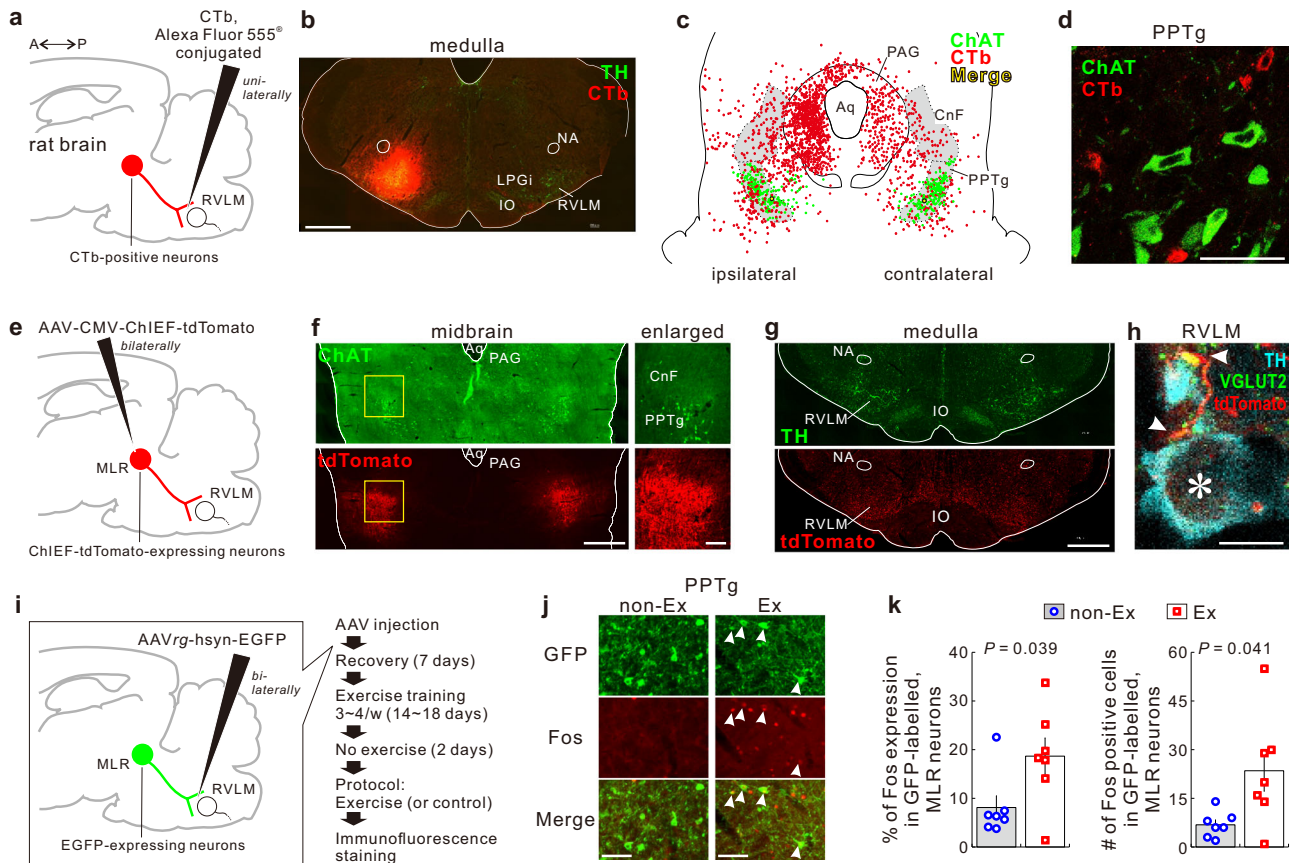 a
CTb,
Alexa Fluor 555®
conjugated
A P
uni-
laterally
rat brain
RVLM
CTb-positive neurons
b
medulla
TH
CTb
NA
LPGi
IO
RVLM
c
ChAT
CTb
Merge
PAG
Aq
CnF
PPTg
ipsilateral
contralateral
d
PPTg
ChAT
CTb
e
AAV-CMV-ChIEF-tdTomato
bilaterally
MLR
RVLM
ChIEF-tdTomato-expressing neurons
f
midbrain
enlarged
ChAT
Aq
PAG
CnF
PPTg
tdTomato
Aq
PAG
g
medulla
NA
RVLM
IO
TH
NA
RVLM
IO
tdTomato
h
RVLM
TH
VGLUT2
tdTomato
*
i
AAVrg-hsyn-EGFP
bi-
laterally
MLR
RVLM
EGFP-expressing neurons
AAV injection
Recovery (7 days)
Exercise training
3~4/w (14~18 days)
No exercise (2 days)
Protocol:
Exercise (or control)
Immunofluorescence
staining
j
PPTg
non-Ex Ex
GFP
Fos
Merge
k
non-Ex Ex
% of Fos expression
in GFP-labelled,
MLR neurons
P = 0.039
40
30
20
10
0
# of Fos positive cells
in GFP-labelled,
MLR neurons
P = 0.041
60
45
30
15
0